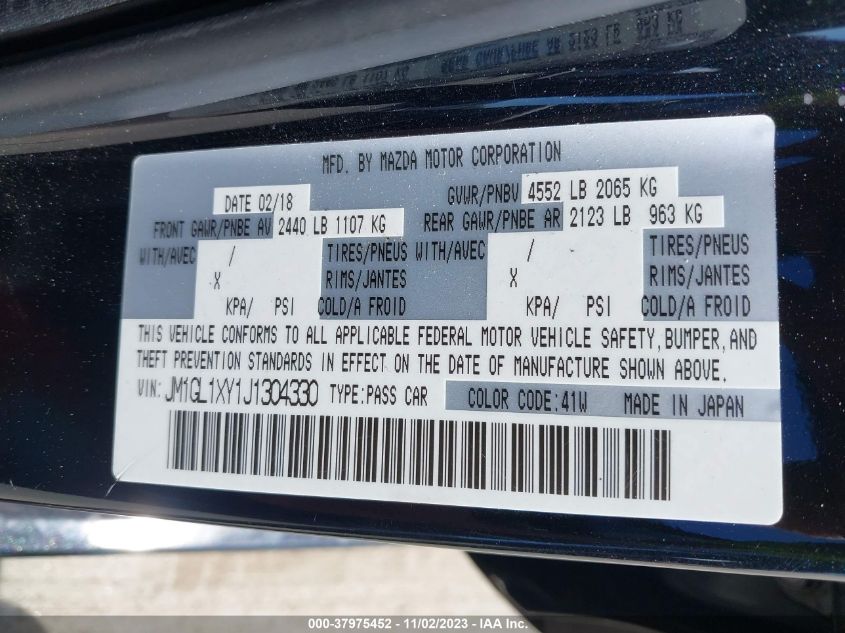 MFD. BY MAZDA MOTOR CORPORATION
DATE 02/18 GVWR/PNBV 4552 LB 2065 KG
FRONT GAWR/PNBE AV 2440 LB 1107 KG REAR GAWR/PNBE AR 2123 LB 963 KG
WITH/AVEC / TIRES/PNEUS WITH/AVEC / TIRES/PNEUS
X RIMS/JANTES X RIMS/JANTES
KPA/ PSI COLD/A FROID KPA/ PSI COLD/A FROID
THIS VEHICLE CONFORMS TO ALL APPLICABLE FEDERAL MOTOR VEHICLE SAFETY, BUMPER, AND
THEFT PREVENTION STANDARDS IN EFFECT ON THE DATE OF MANUFACTURE SHOWN ABOVE.
VIN: JM1GL1XY1J1304330 TYPE:PASS CAR COLOR CODE:41W MADE IN JAPAN
000-37975452 - 11/02/2023 - IAA Inc.